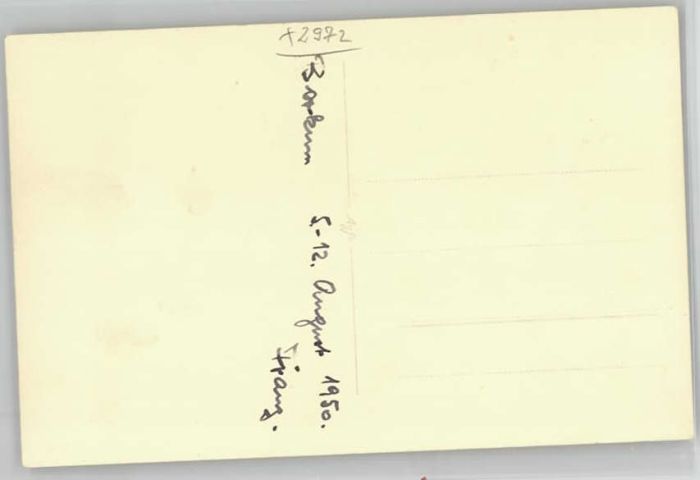 +2972
Borkum 5.-12. August 1950.
Franz.